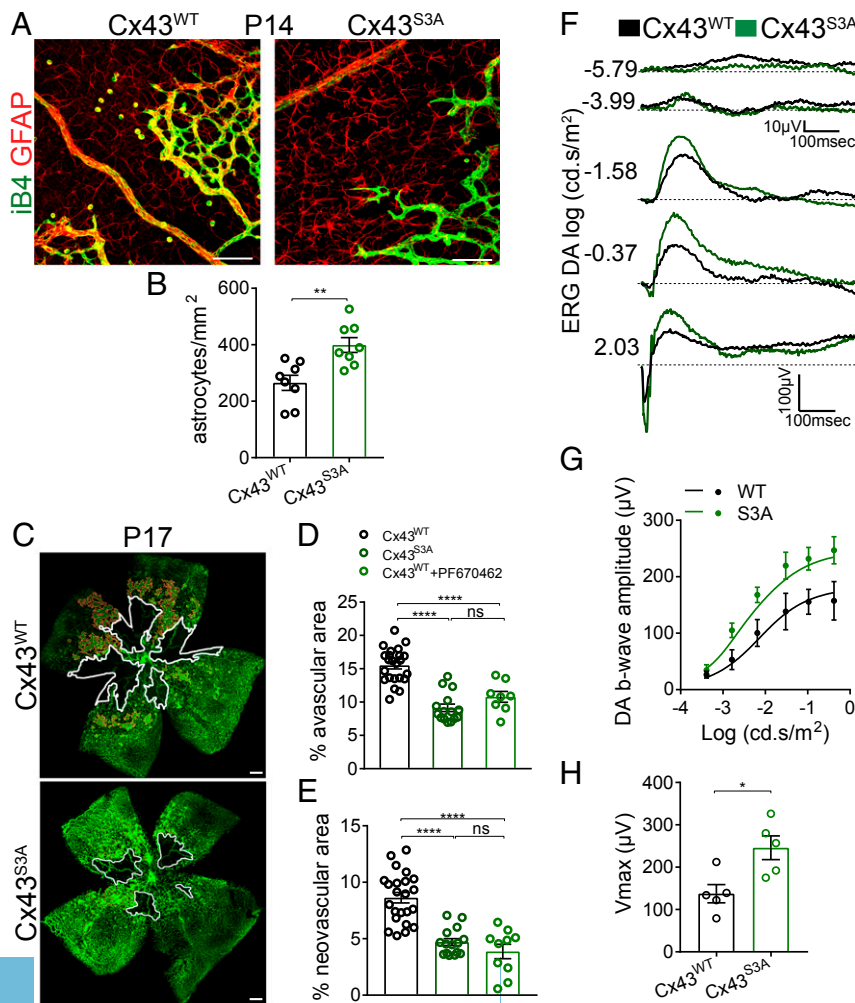 A
Cx43WT P14 Cx43S3A
iB4 GFAP
B
**
astrocytes/mm2
600
400
200
0
Cx43WT
Cx43S3A
C
P17
Cx43WT
Cx43S3A
D
Cx43WT
Cx43S3A
Cx43WT+PF670462
****
**** ns
% avascular area
25
20
15
10
5
0
E
****
**** ns
% neovascular area
15
10
5
0
F
Cx43WT Cx43S3A
ERG DA log (cd.s/m2)
-5.79
-3.99
10µV
100msec
-1.58
-0.37
2.03
100µV
100msec
G
WT
S3A
DA b-wave amplitude (µV)
300
200
100
0
-4 -3 -2 -1 0
Log (cd.s/m2)
H
*
Vmax (µV)
400
300
200
100
0
Cx43WT
Cx43S3A